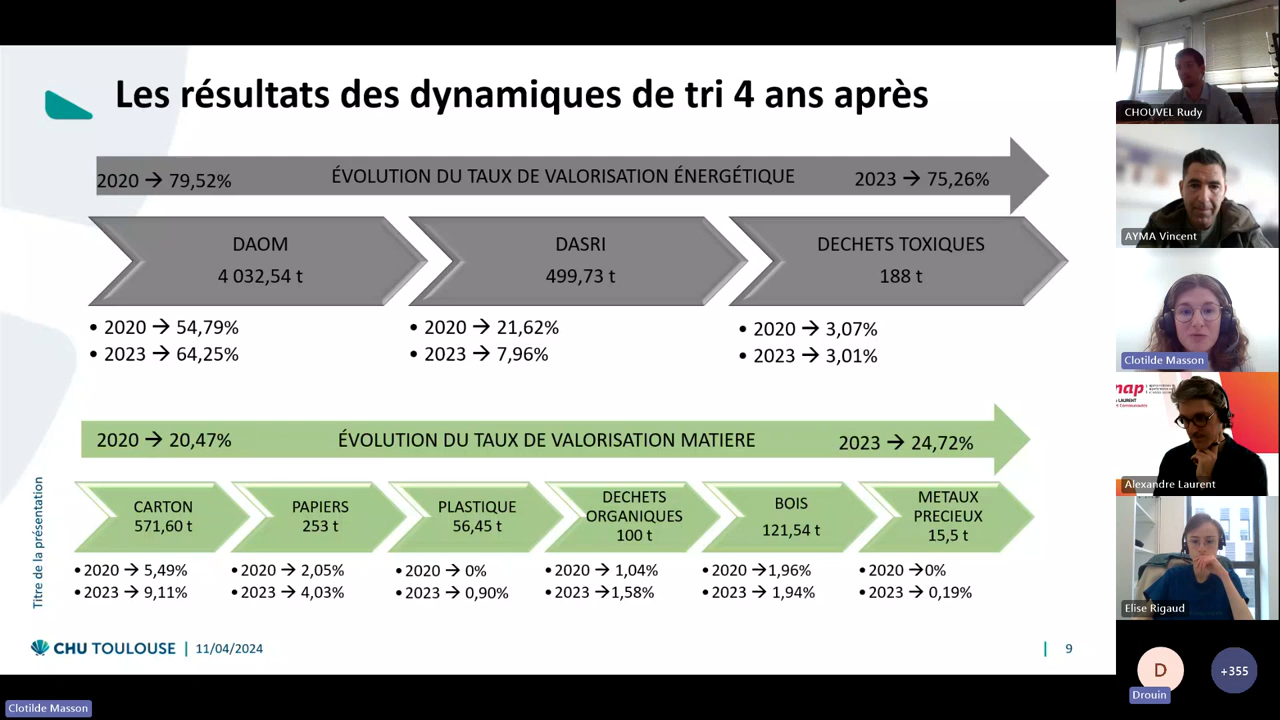 Les résultats des dynamiques de tri 4 ans après
2020 → 79,52%
ÉVOLUTION DU TAUX DE VALORISATION ÉNERGÉTIQUE
2023 → 75,26%
DAOM
4 032,54 t
DASRI
499,73 t
DECHETS TOXIQUES
188 t
• 2020 → 54,79%
• 2023 → 64,25%
• 2020 → 21,62%
• 2023 → 7,96%
• 2020 → 3,07%
• 2023 → 3,01%
2020 → 20,47%
ÉVOLUTION DU TAUX DE VALORISATION MATIERE
2023 → 24,72%
CARTON
571,60 t
PAPIERS
253 t
PLASTIQUE
56,45 t
DECHETS
ORGANIQUES
100 t
BOIS
121,54 t
METAUX
PRECIEUX
15,5 t
• 2020 → 5,49%
• 2023 → 9,11%
• 2020 → 2,05%
• 2023 → 4,03%
• 2020 → 0%
• 2023 → 0,90%
• 2020 → 1,04%
• 2023 →1,58%
• 2020 →1,96%
• 2023 → 1,94%
• 2020 →0%
• 2023 → 0,19%
Titre de la présentation
CHU TOULOUSE | 11/04/2024
| 9
CHOUVEL Rudy
AYMA Vincent
Clotilde Masson
nap:
LAURENT
Alexandre Laurent
Elise Rigaud
D
Drouin
+355
Clotilde Masson